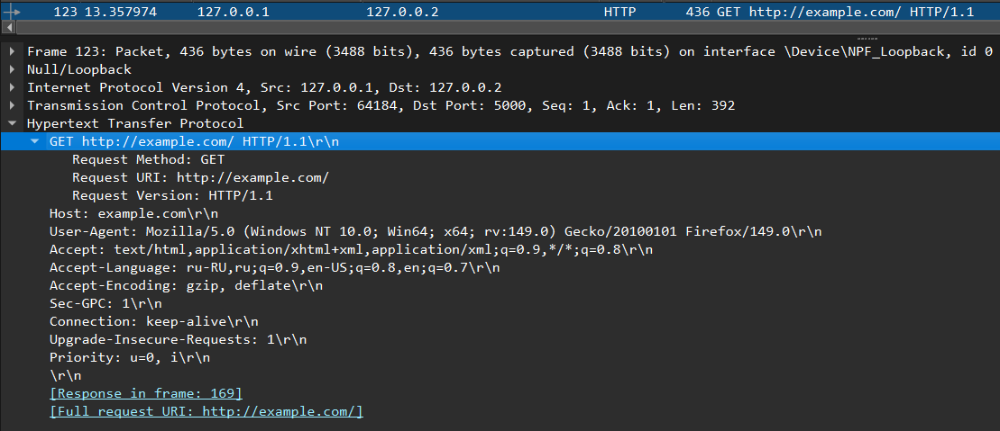 123 13.357974 127.0.0.1 127.0.0.2 HTTP 436 GET http://example.com/ HTTP/1.1
Frame 123: Packet, 436 bytes on wire (3488 bits), 436 bytes captured (3488 bits) on interface \Device\NPF_Loopback, id 0
Null/Loopback
Internet Protocol Version 4, Src: 127.0.0.1, Dst: 127.0.0.2
Transmission Control Protocol, Src Port: 64184, Dst Port: 5000, Seq: 1, Ack: 1, Len: 392
Hypertext Transfer Protocol
GET http://example.com/ HTTP/1.1\r\n
Request Method: GET
Request URI: http://example.com/
Request Version: HTTP/1.1
Host: example.com\r\n
User-Agent: Mozilla/5.0 (Windows NT 10.0; Win64; x64; rv:149.0) Gecko/20100101 Firefox/149.0\r\n
Accept: text/html,application/xhtml+xml,application/xml;q=0.9,*/*;q=0.8\r\n
Accept-Language: ru-RU,ru;q=0.9,en-US;q=0.8,en;q=0.7\r\n
Accept-Encoding: gzip, deflate\r\n
Sec-GPC: 1\r\n
Connection: keep-alive\r\n
Upgrade-Insecure-Requests: 1\r\n
Priority: u=0, i\r\n
\r\n
[Response in frame: 169]
[Full request URI: http://example.com/]